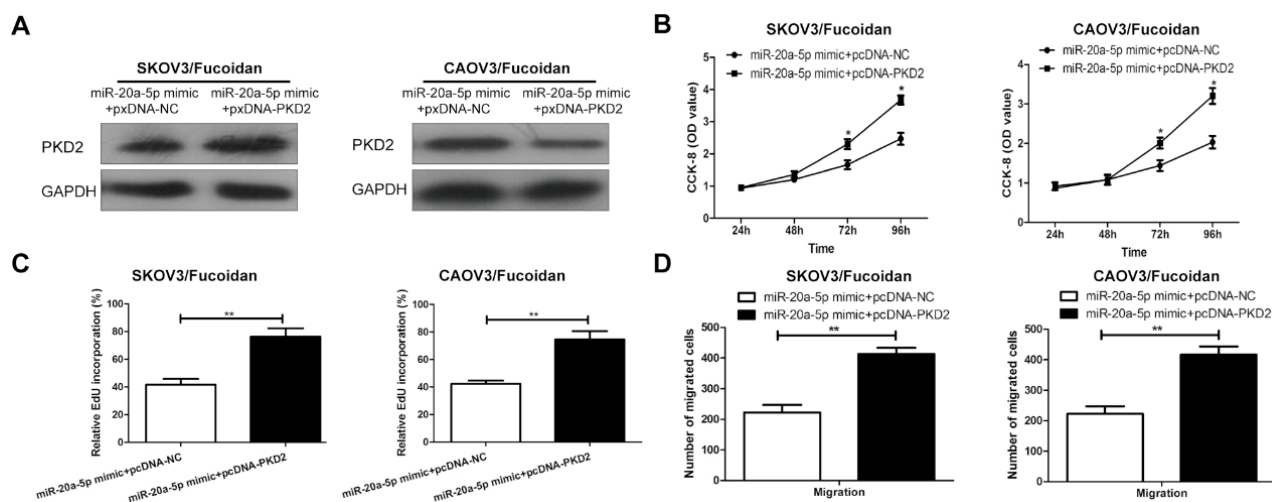 A
SKOV3/Fucoidan
miR-20a-5p mimic
+pxDNA-NC
miR-20a-5p mimic
+pxDNA-PKD2
PKD2
GAPDH
CAOV3/Fucoidan
miR-20a-5p mimic
+pxDNA-NC
miR-20a-5p mimic
+pxDNA-PKD2
PKD2
GAPDH
B
SKOV3/Fucoidan
miR-20a-5p mimic+pcDNA-NC
miR-20a-5p mimic+pcDNA-PKD2
CCK-8 (OD value)
5
4
3
2
1
0
*
*
24h 48h 72h 96h
Time
CAOV3/Fucoidan
miR-20a-5p mimic+pcDNA-NC
miR-20a-5p mimic+pcDNA-PKD2
CCK-8 (OD value)
4
3
2
1
0
*
*
24h 48h 72h 96h
Time
C
SKOV3/Fucoidan
Relative EdU incorporation (%)
100
80
60
40
20
0
**
miR-20a-5p mimic+pcDNA-NC
miR-20a-5p mimic+pcDNA-PKD2
CAOV3/Fucoidan
Relative EdU incorporation (%)
100
80
60
40
20
0
**
miR-20a-5p mimic+pcDNA-NC
miR-20a-5p mimic+pcDNA-PKD2
D
SKOV3/Fucoidan
miR-20a-5p mimic+pcDNA-NC
miR-20a-5p mimic+pcDNA-PKD2
Number of migrated cells
500
400
300
200
100
0
**
Migration
CAOV3/Fucoidan
miR-20a-5p mimic+pcDNA-NC
miR-20a-5p mimic+pcDNA-PKD2
Number of migrated cells
500
400
300
200
100
0
**
Migration